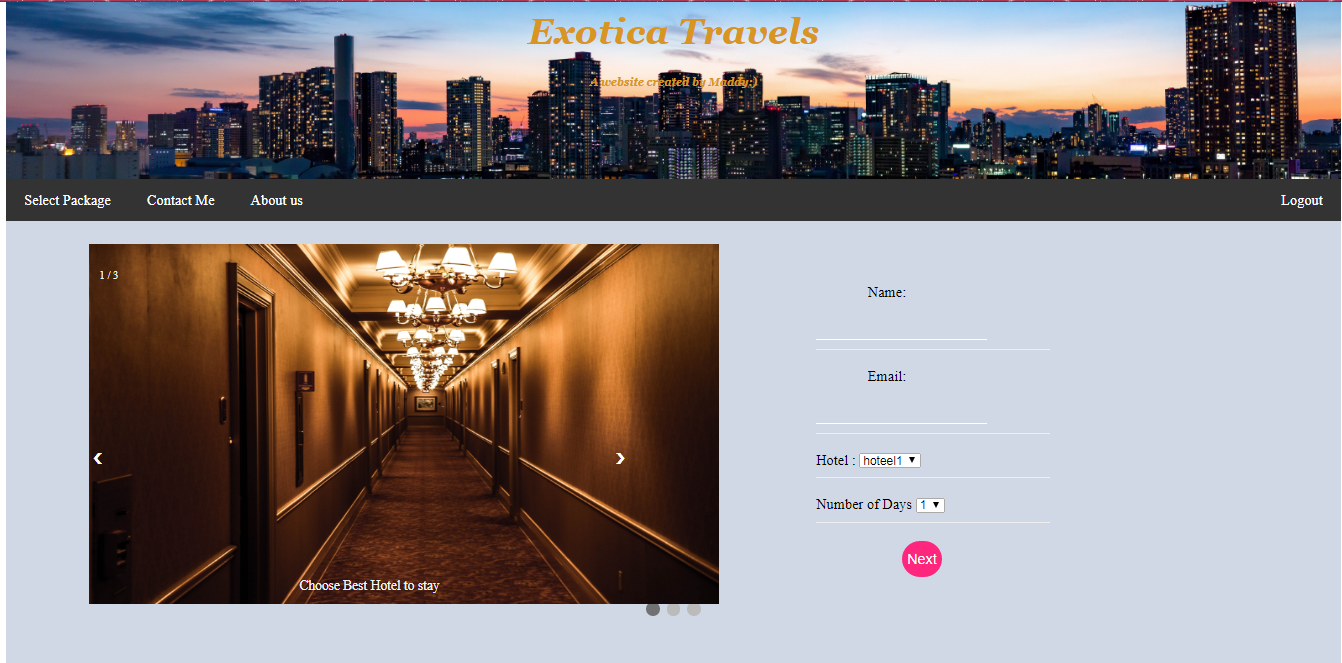 Exotica Travels
A website created by Maddy:)
Select Package Contact Me About us Logout
1 / 3
Name:
Email:
Hotel : hoteel1
Number of Days 1
Next
Choose Best Hotel to stay